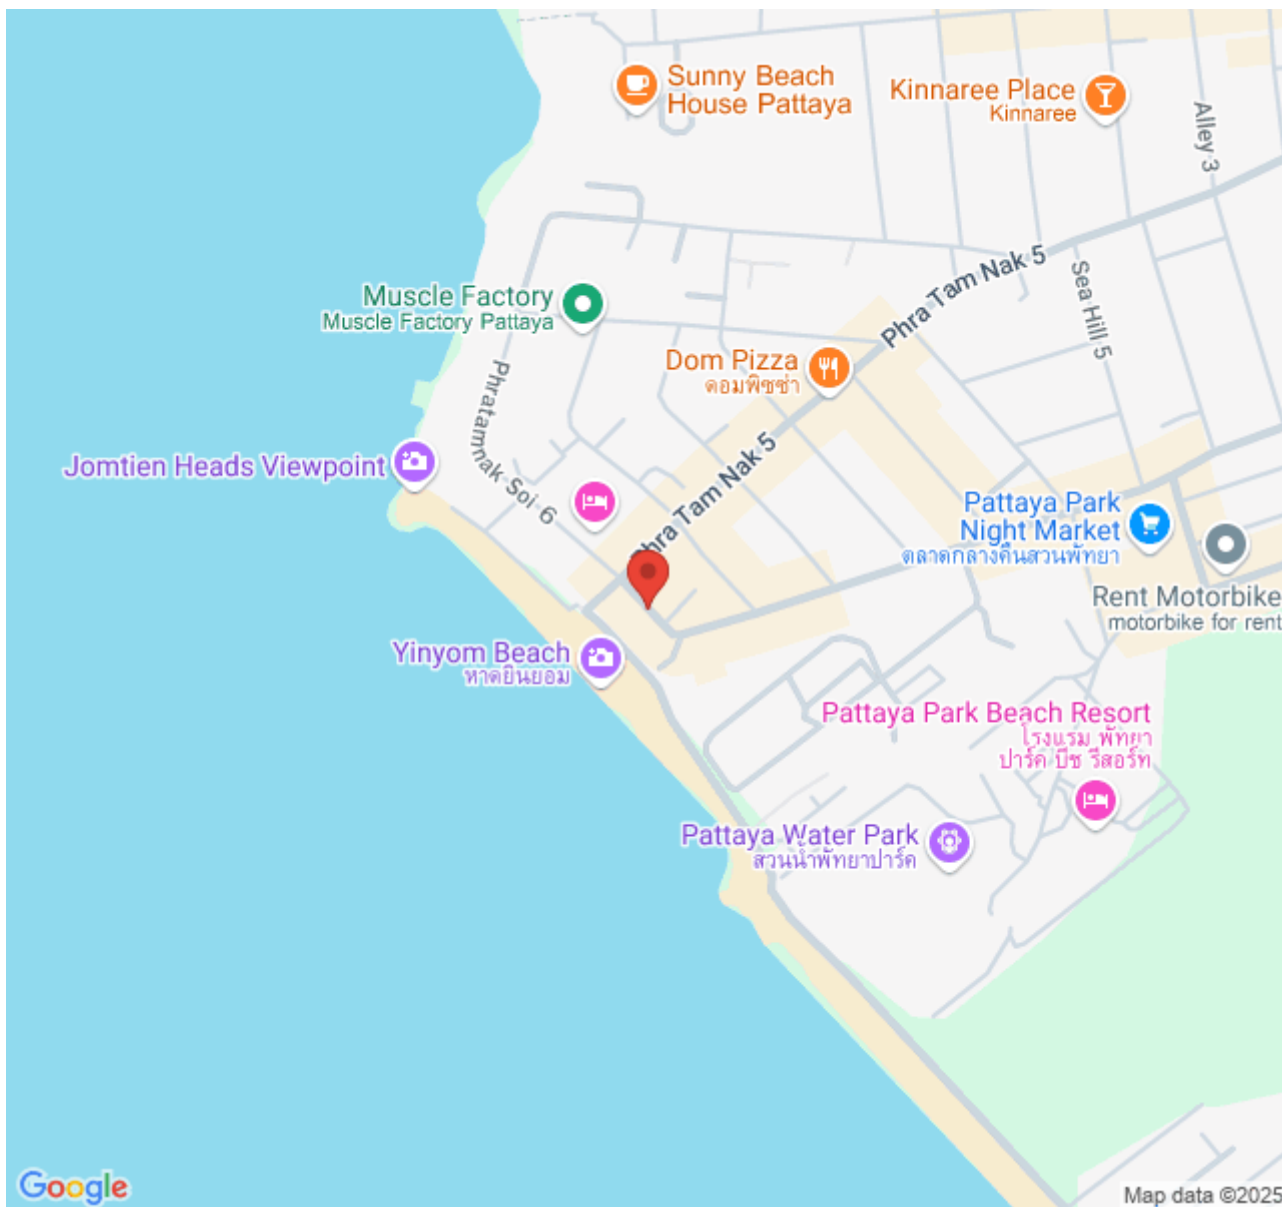 Sunny Beach
House Pattaya
Kinnaree Place
Kinnaree
Alley 3
Phra Tam Nak 5
Sea Hill 5
Muscle Factory
Muscle Factory Pattaya
Dom Pizza
ดอมพิซซ่า
Phratamnak Soi 6
Phra Tam Nak 5
Jomtien Heads Viewpoint
Pattaya Park
Night Market
ตลาดกลางคืนสวนพัทยา
Phra Tam Nak 5
Rent Motorbike
motorbike for rent
Yinyom Beach
หาดยินยอม
Pattaya Park Beach Resort
โรงแรม พัทยา
ปาร์ค บีช รีสอร์ท
Pattaya Water Park
สวนน้ำพัทยาปาร์ค
Google
Map data ©2025